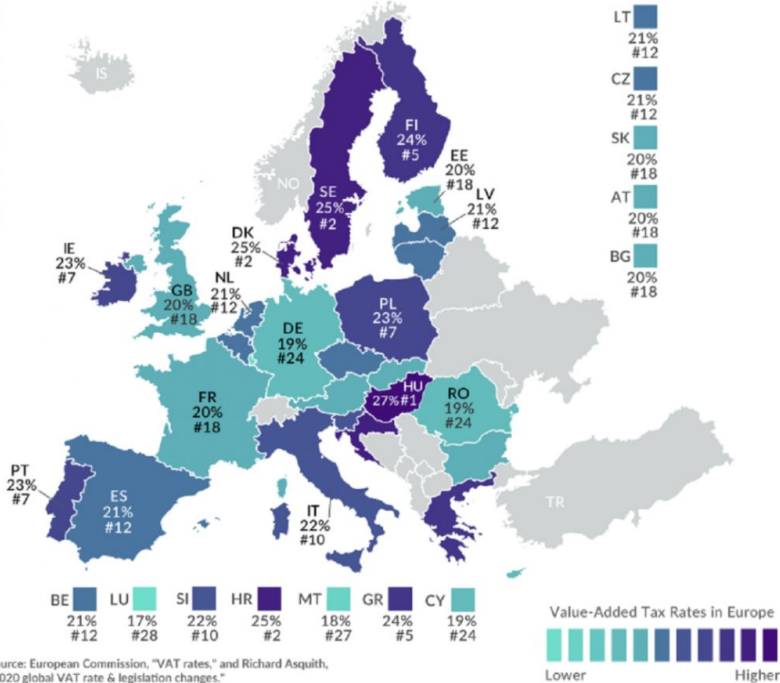 IS
NO
FI
24%
#5
SE
25%
#2
EE
20%
#18
LV
21%
#12
DK
25%
#2
IE
23%
#7
GB
20%
#18
NL
21%
#12
DE
19%
#24
PL
23%
#7
FR
20%
#18
HU
27% #1
RO
19%
#24
PT
23%
#7
ES
21%
#12
IT
22%
#10
TR
LT
21%
#12
CZ
21%
#12
SK
20%
#18
AT
20%
#18
BG
20%
#18
BE
21%
#12
LU
17%
#28
SI
22%
#10
HR
25%
#2
MT
18%
#27
GR
24%
#5
CY
19%
#24
Value-Added Tax Rates in Europe
Lower Higher
ource: European Commission, "VAT rates," and Richard Asquith,
020 global VAT rate & legislation changes."